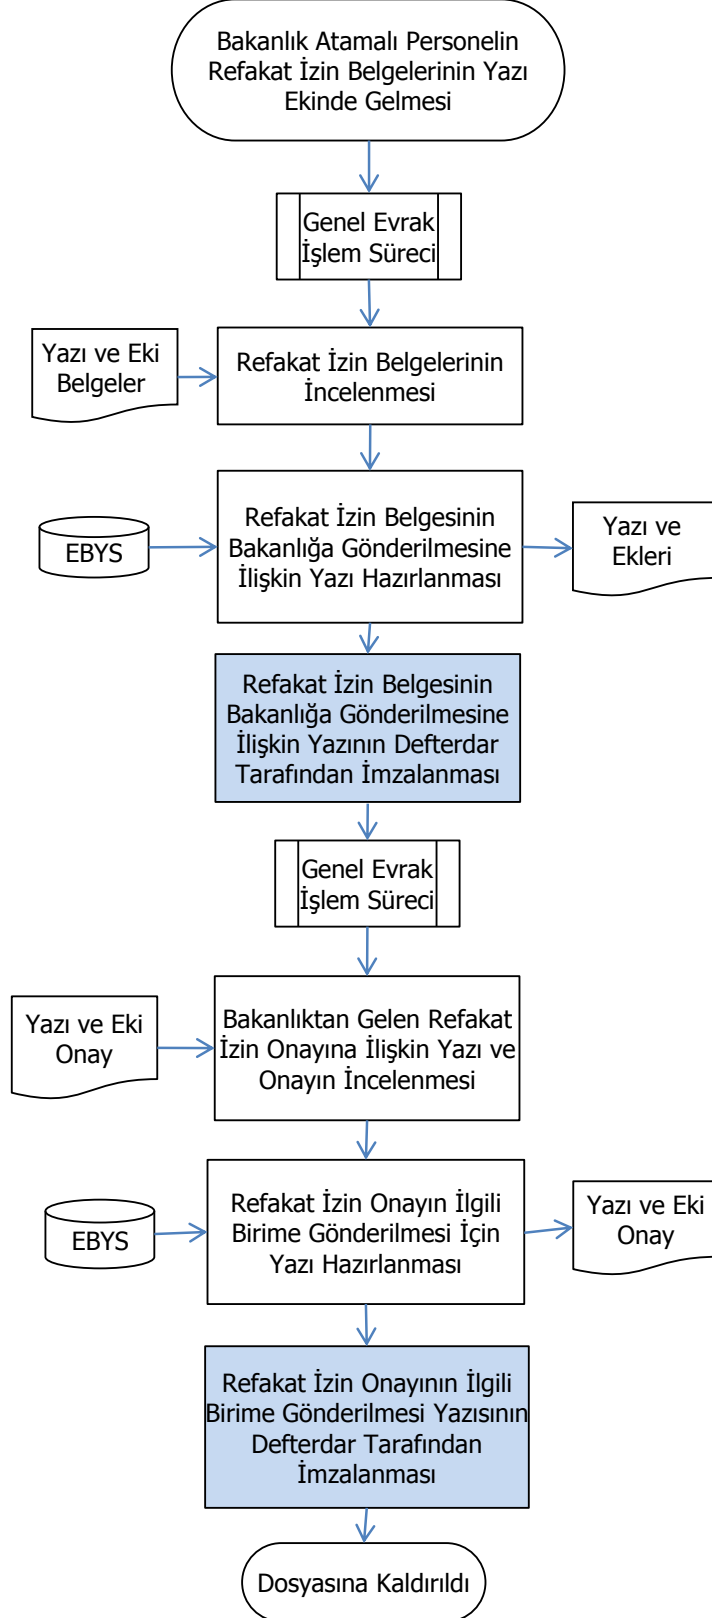 Bakanlık Atamalı Personelin
Refakat İzin Belgelerinin Yazı
Ekinde Gelmesi
Genel Evrak
İşlem Süreci
Yazı ve Eki
Belgeler
Refakat İzin Belgelerinin
İncelenmesi
EBYS
Refakat İzin Belgesinin
Bakanlığa Gönderilmesine
İlişkin Yazı Hazırlanması
Yazı ve
Ekleri
Refakat İzin Belgesinin
Bakanlığa Gönderilmesine
İlişkin Yazının Defterdar
Tarafından İmzalanması
Genel Evrak
İşlem Süreci
Yazı ve Eki
Onay
Bakanlıktan Gelen Refakat
İzin Onayına İlişkin Yazı ve
Onayın İncelenmesi
EBYS
Refakat İzin Onayın İlgili
Birime Gönderilmesi İçin
Yazı Hazırlanması
Yazı ve Eki
Onay
Refakat İzin Onayının İlgili
Birime Gönderilmesi Yazısının
Defterdar Tarafından
İmzalanması
Dosyasına Kaldırıldı